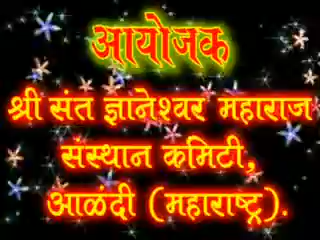 आयोजक
श्री संत ज्ञानेश्वर महाराज
संस्थान कमिटी,
आळंदी (महाराष्ट्र).